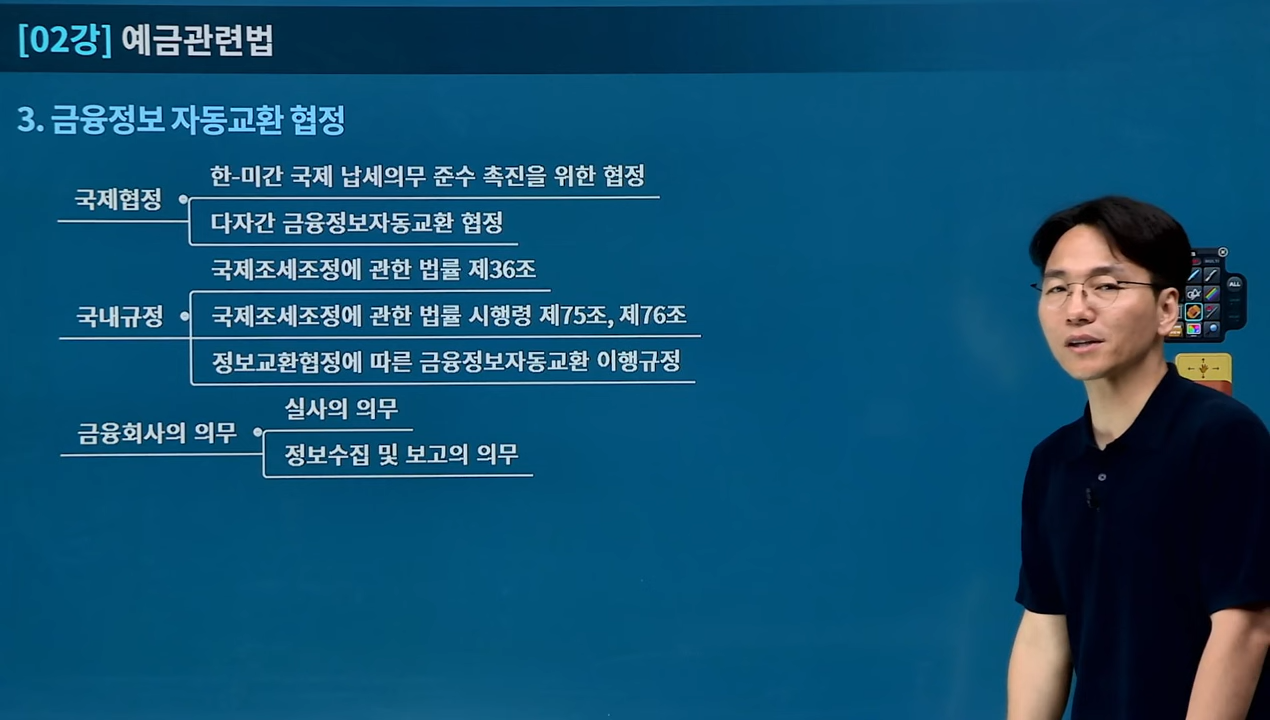 [02강] 예금관련법
3. 금융정보 자동교환 협정
국제협정
한-미간 국제 납세의무 준수 촉진을 위한 협정
다자간 금융정보자동교환 협정
국내규정
국제조세조정에 관한 법률 제36조
국제조세조정에 관한 법률 시행령 제75조, 제76조
정보교환협정에 따른 금융정보자동교환 이행규정
금융회사의 의무
실사의 의무
정보수집 및 보고의 의무
ALL